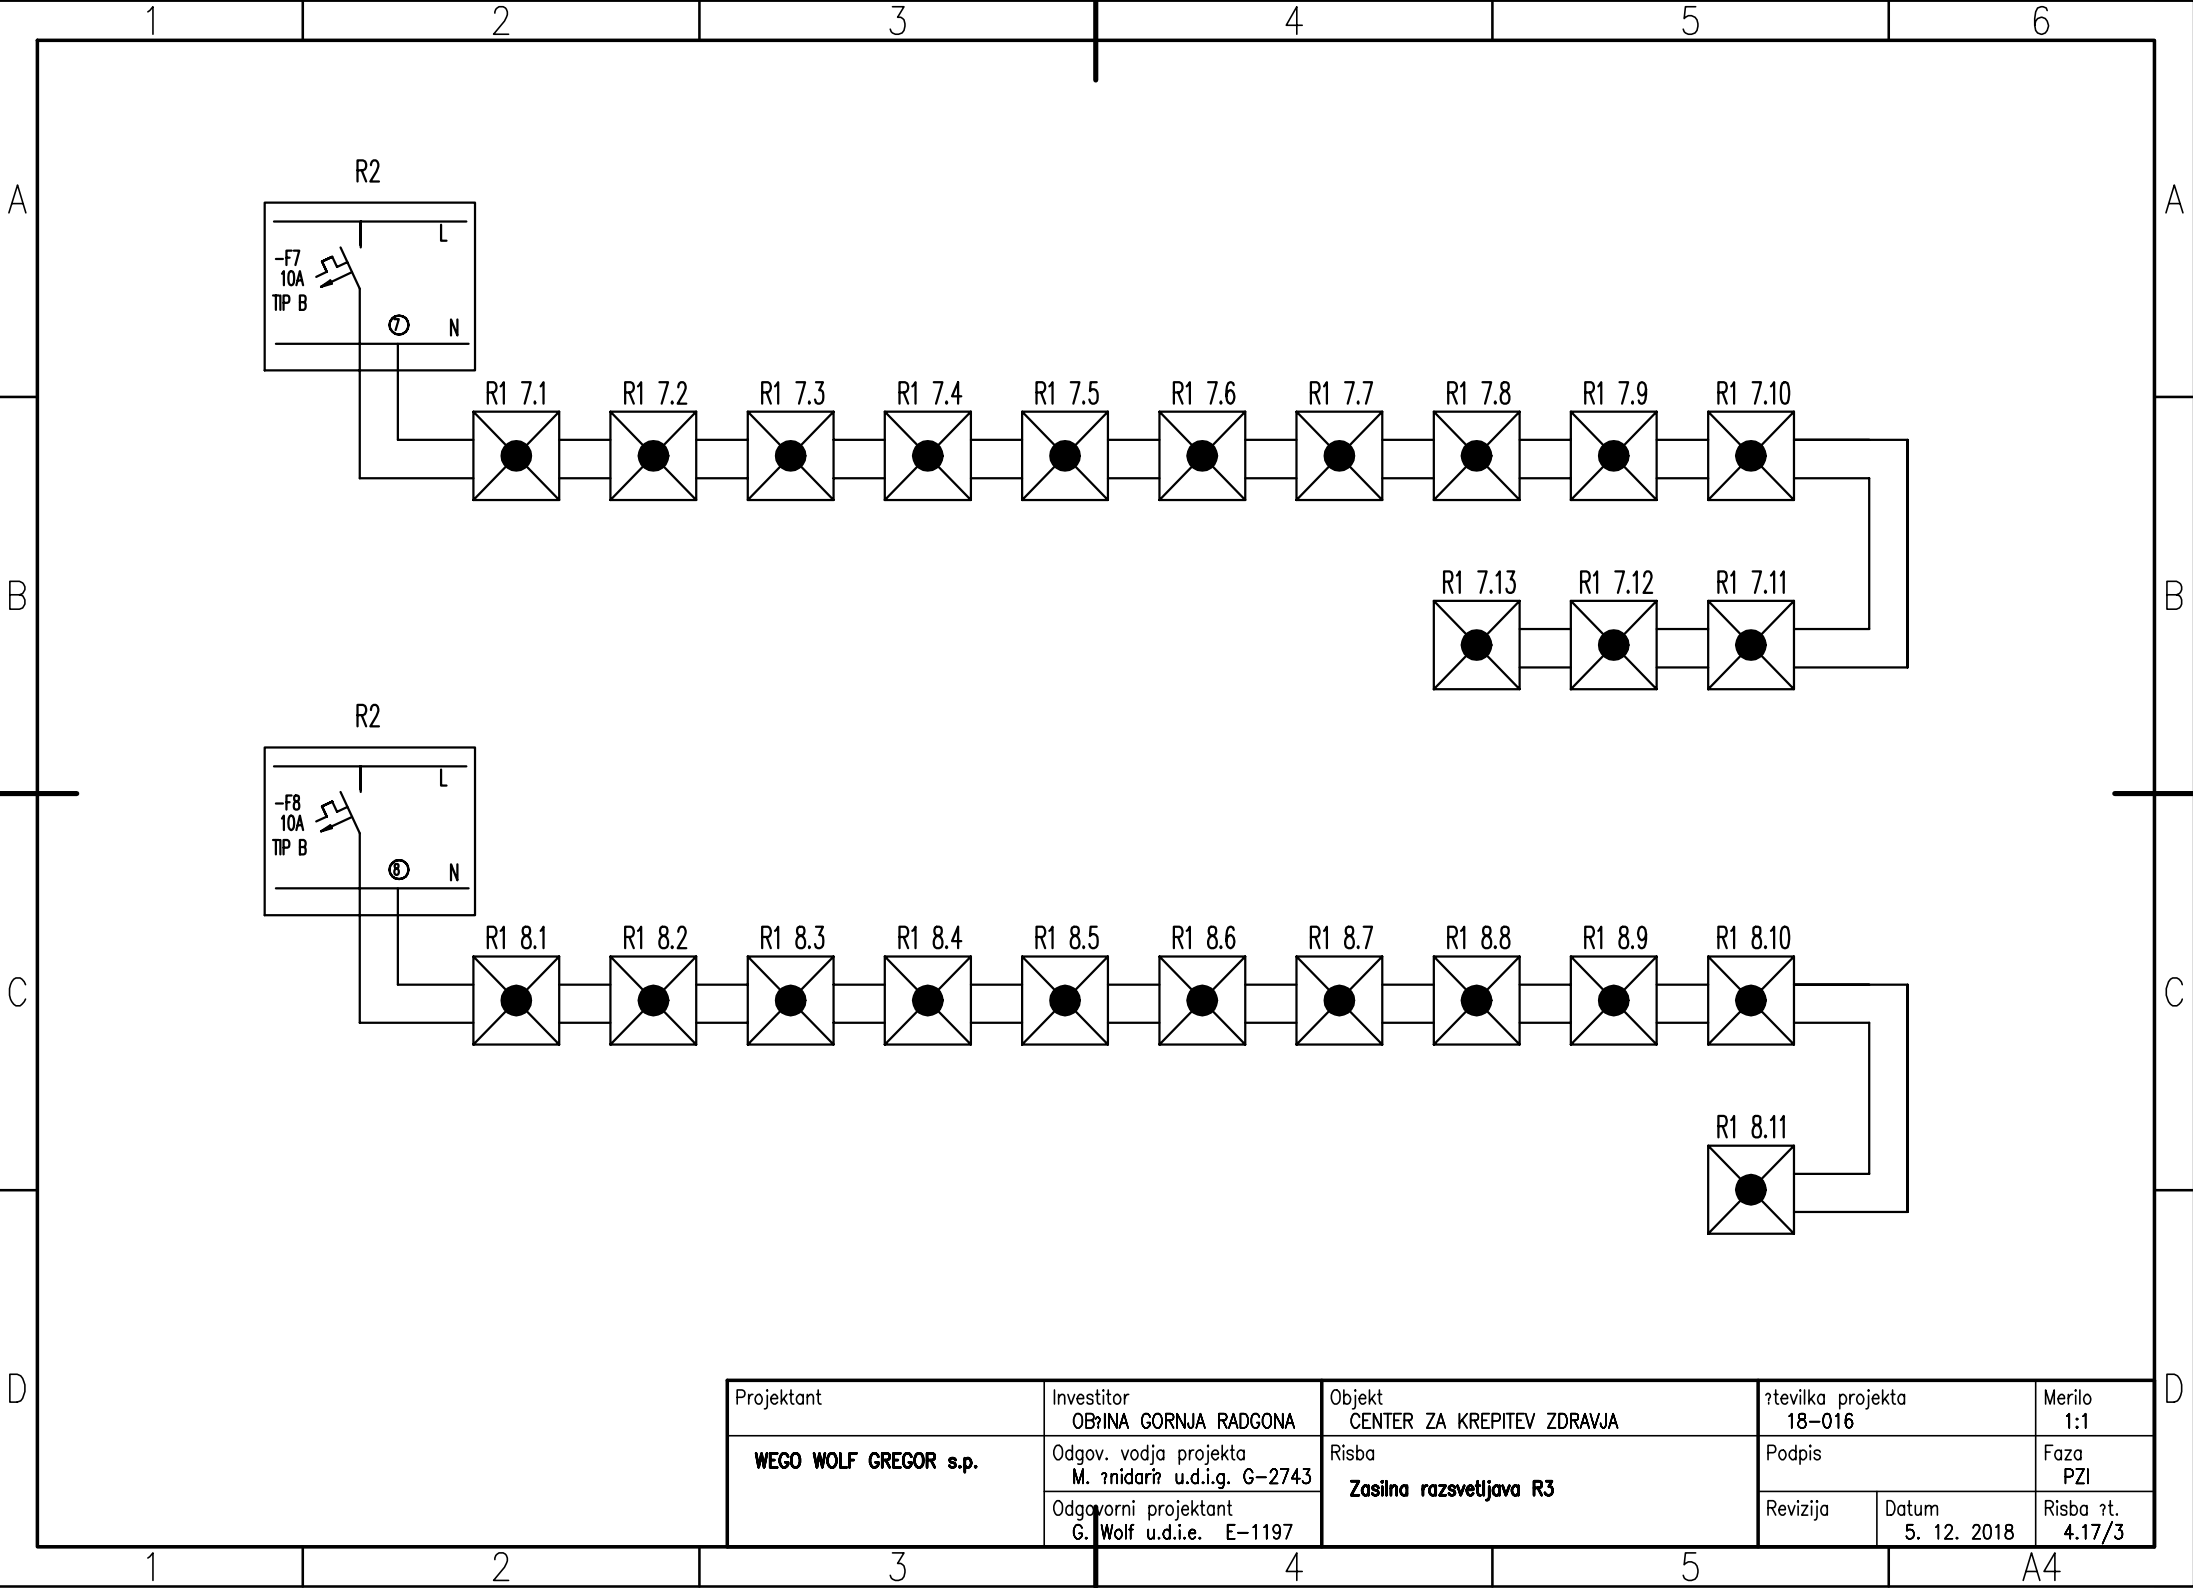 1 2 3 4 5 6
A A
R2
L
-F7
10A
TIP B
7 N
R1 7.1 R1 7.2 R1 7.3 R1 7.4 R1 7.5 R1 7.6 R1 7.7 R1 7.8 R1 7.9 R1 7.10
B B
R1 7.13 R1 7.12 R1 7.11
R2
L
-F8
10A
TIP B
8 N
R1 8.1 R1 8.2 R1 8.3 R1 8.4 R1 8.5 R1 8.6 R1 8.7 R1 8.8 R1 8.9 R1 8.10
C C
R1 8.11
D D
Projektant
WEGO WOLF GREGOR s.p.
Investitor
OB?INA GORNJA RADGONA
Odgov. vodja projekta
M. ?nidari? u.d.i.g. G-2743
Odgovorni projektant
G. Wolf u.d.i.e. E-1197
Objekt
CENTER ZA KREPITEV ZDRAVJA
Risba
Zasilna razsvetljava R3
?tevilka projekta
18-016
Merilo
1:1
Podpis
Faza
PZI
Revizija
Datum
5. 12. 2018
Risba ?t.
4.17/3
1 2 3 4 5 A4